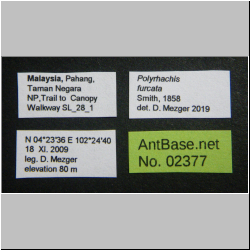 Malaysia, Pahang,
Taman Negara
NP,Trail to Canopy
Walkway SL_28_1
Polyrhachis
furcata
Smith, 1858
det. D. Mezger 2019
N 04°23'36 E 102°24'40
18 XI. 2009
leg. D. Mezger
elevation 80 m
AntBase.net
No. 02377